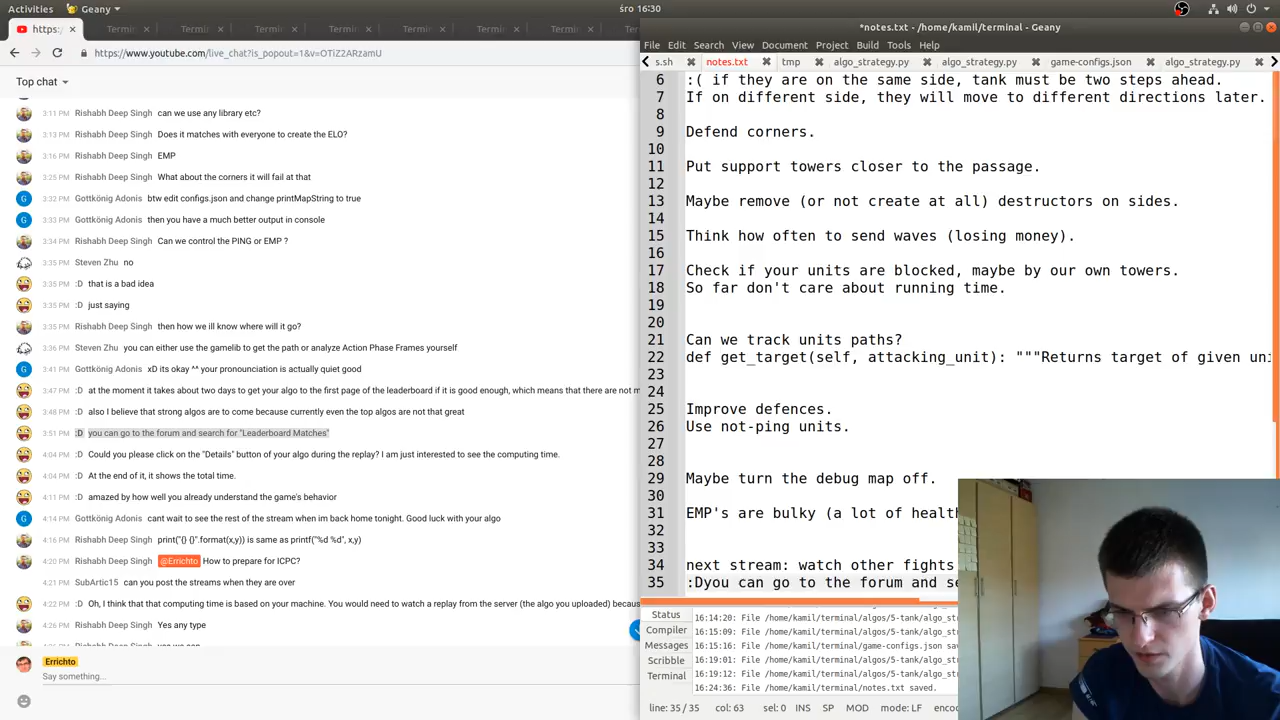 Activities
Geany
śro 16:30
https:/
Termi
Termi
Termi
Termi
Termi
Termi
Termi
https://www.youtube.com/live_chat?is_popout=1&v=OTiZ2ARzamU
Top chat
3:11 PM Rishabh Deep Singh can we use any library etc?
3:13 PM Rishabh Deep Singh Does it matches with everyone to create the ELO?
3:16 PM Rishabh Deep Singh EMP
3:25 PM Rishabh Deep Singh What about the corners it will fail at that
G 3:32 PM Gottkönig Adonis btw edit configs.json and change printMapString to true
G 3:33 PM Gottkönig Adonis then you have a much better output in console
3:34 PM Rishabh Deep Singh Can we control the PING or EMP ?
3:35 PM Steven Zhu no
3:35 PM :D that is a bad idea
3:35 PM :D just saying
3:35 PM Rishabh Deep Singh then how we ill know where will it go?
3:36 PM Steven Zhu you can either use the gamelib to get the path or analyze Action Phase Frames yourself
G 3:41 PM Gottkönig Adonis xD its okay ^^ your pronounciation is actually quiet good
3:47 PM :D at the moment it takes about two days to get your algo to the first page of the leaderboard if it is good enough, which means that there are not m
3:48 PM :D also I believe that strong algos are to come because currently even the top algos are not that great
3:51 PM :D you can go to the forum and search for "Leaderboard Matches"
4:04 PM :D Could you please click on the "Details" button of your algo during the replay? I am just interested to see the computing time.
4:04 PM :D At the end of it, it shows the total time.
4:11 PM :D amazed by how well you already understand the game's behavior
G 4:14 PM Gottkönig Adonis cant wait to see the rest of the stream when im back home tonight. Good luck with your algo
4:16 PM Rishabh Deep Singh print("{} {}".format(x,y)) is same as printf("%d %d", x,y)
4:20 PM Rishabh Deep Singh @Errichto How to prepare for ICPC?
4:21 PM SubArtic15 can you post the streams when they are over
4:22 PM :D Oh, I think that that computing time is based on your machine. You would need to watch a replay from the server (the algo you uploaded) becaus
Rishabh Deep Singh Yes any type
Errichto
Say something...
*notes.txt - /home/kamil/terminal - Geany
File Edit Search View Document Project Build Tools Help
s.sh
notes.txt
tmp
algo_strategy.py
algo_strategy.py
game-configs.json
algo_strategy.py
6 :( if they are on the same side, tank must be two steps ahead.
7 If on different side, they will move to different directions later.
8
9 Defend corners.
10
11 Put support towers closer to the passage.
12
13 Maybe remove (or not create at all) destructors on sides.
14
15 Think how often to send waves (losing money).
16
17 Check if your units are blocked, maybe by our own towers.
18 So far don't care about running time.
19
20
21 Can we track units paths?
22 def get_target(self, attacking_unit): """Returns target of given uni
23
24
25 Improve defences.
26 Use not-ping units.
27
28
29 Maybe turn the debug map off.
30
31 EMP's are bulky (a lot of health
32
33
34 next stream: watch other fights
35 :Dyou can go to the forum and se
Status
Compiler
Messages
Scribble
Terminal
16:14:20: File /home/kamil/terminal/algos/5-tank/algo_str
16:15:09: File /home/kamil/terminal/algos/5-tank/algo_str
16:15:16: File /home/kamil/terminal/game-configs.json sav
16:19:01: File /home/kamil/terminal/algos/5-tank/algo_str
16:19:12: File /home/kamil/terminal/algos/5-tank/algo_str
16:24:36: File /home/kamil/terminal/notes.txt saved.
line: 35 / 35 col: 63 sel: 0 INS SP MOD mode: LF enco